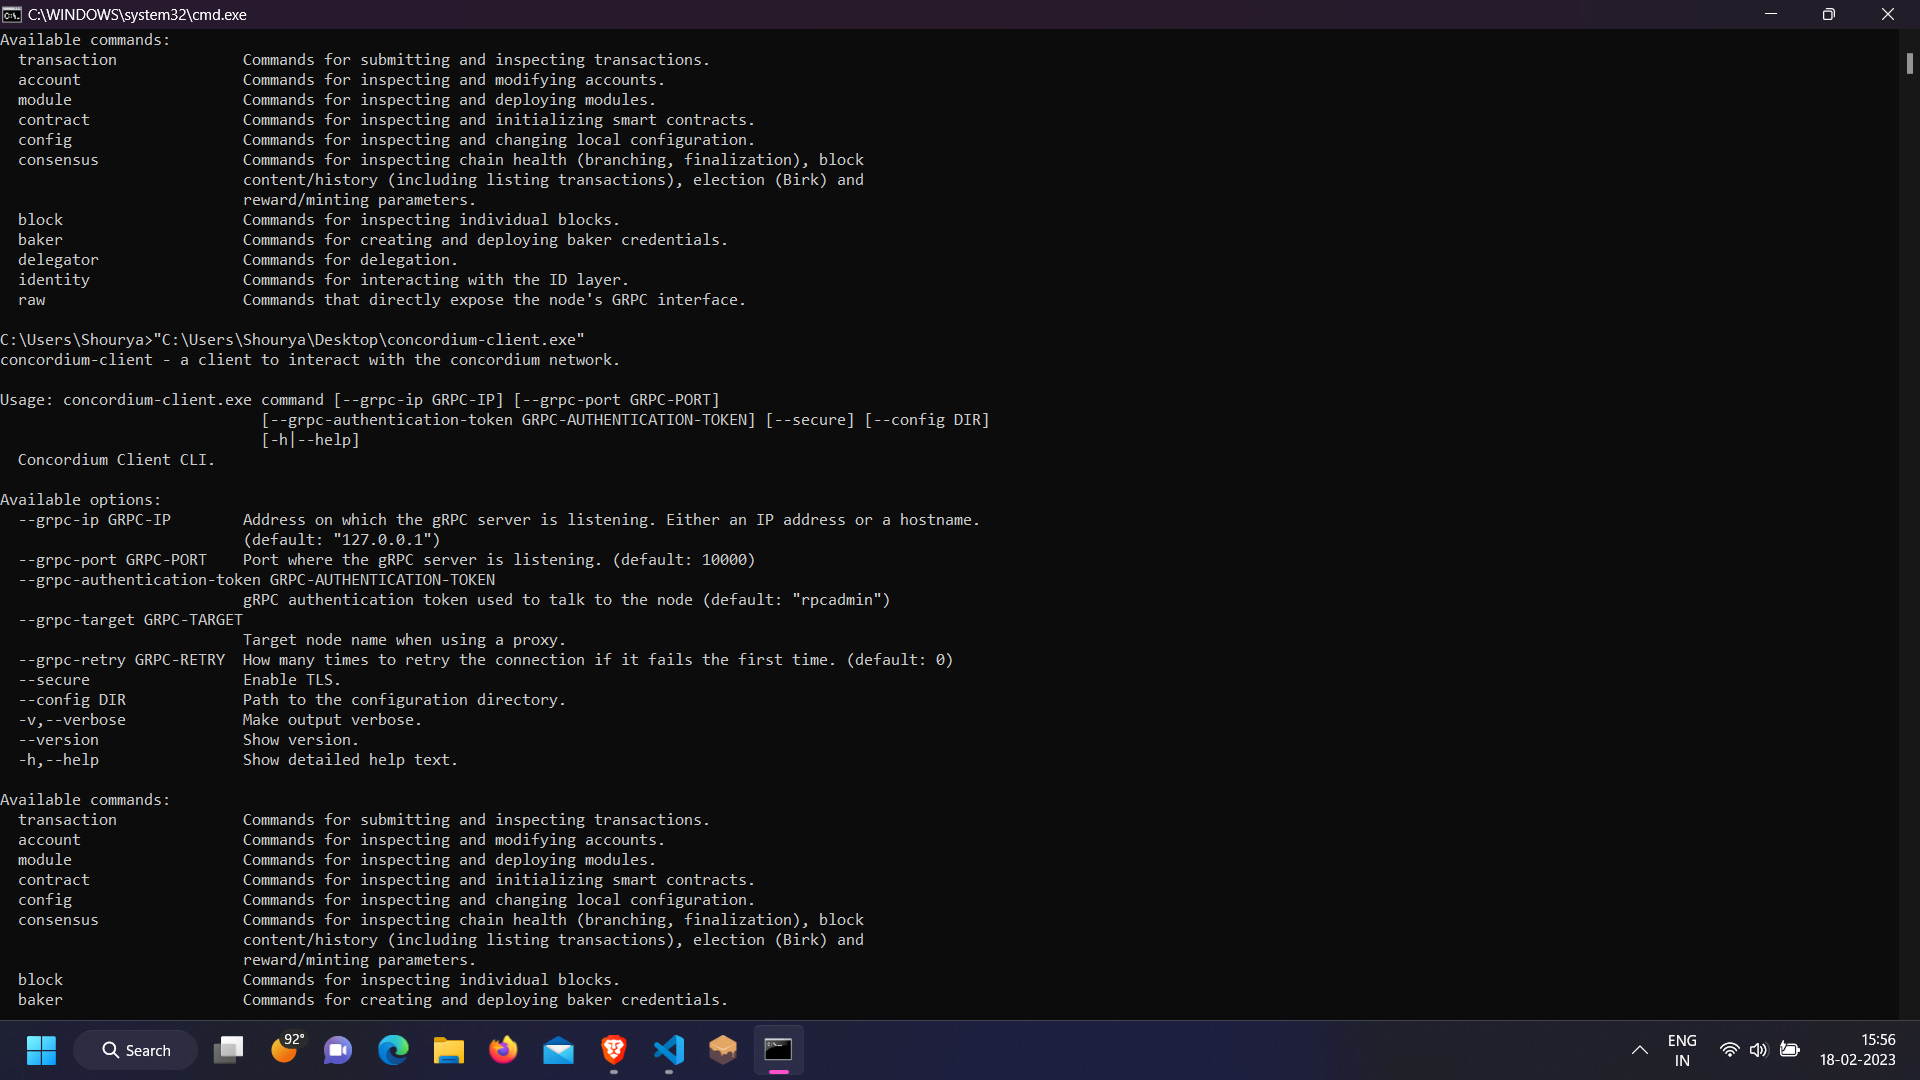 C:\WINDOWS\system32\cmd.exe
Available commands:
  transaction              Commands for submitting and inspecting transactions.
  account                  Commands for inspecting and modifying accounts.
  module                   Commands for inspecting and deploying modules.
  contract                 Commands for inspecting and initializing smart contracts.
  config                   Commands for inspecting and changing local configuration.
  consensus                Commands for inspecting chain health (branching, finalization), block
                           content/history (including listing transactions), election (Birk) and
                           reward/minting parameters.
  block                    Commands for inspecting individual blocks.
  baker                    Commands for creating and deploying baker credentials.
  delegator                Commands for delegation.
  identity                 Commands for interacting with the ID layer.
  raw                      Commands that directly expose the node's GRPC interface.

C:\Users\Shourya>"C:\Users\Shourya\Desktop\concordium-client.exe"
concordium-client - a client to interact with the concordium network.

Usage: concordium-client.exe command [--grpc-ip GRPC-IP] [--grpc-port GRPC-PORT]
                             [--grpc-authentication-token GRPC-AUTHENTICATION-TOKEN] [--secure] [--config DIR]
                             [-h|--help]
  Concordium Client CLI.

Available options:
  --grpc-ip GRPC-IP        Address on which the gRPC server is listening. Either an IP address or a hostname.
                           (default: "127.0.0.1")
  --grpc-port GRPC-PORT    Port where the gRPC server is listening. (default: 10000)
  --grpc-authentication-token GRPC-AUTHENTICATION-TOKEN
                           gRPC authentication token used to talk to the node (default: "rpcadmin")
  --grpc-target GRPC-TARGET
                           Target node name when using a proxy.
  --grpc-retry GRPC-RETRY  How many times to retry the connection if it fails the first time. (default: 0)
  --secure                 Enable TLS.
  --config DIR             Path to the configuration directory.
  -v,--verbose             Make output verbose.
  --version                Show version.
  -h,--help                Show detailed help text.

Available commands:
  transaction              Commands for submitting and inspecting transactions.
  account                  Commands for inspecting and modifying accounts.
  module                   Commands for inspecting and deploying modules.
  contract                 Commands for inspecting and initializing smart contracts.
  config                   Commands for inspecting and changing local configuration.
  consensus                Commands for inspecting chain health (branching, finalization), block
                           content/history (including listing transactions), election (Birk) and
                           reward/minting parameters.
  block                    Commands for inspecting individual blocks.
  baker                    Commands for creating and deploying baker credentials.
Search
92°
ENG
IN
15:56
18-02-2023